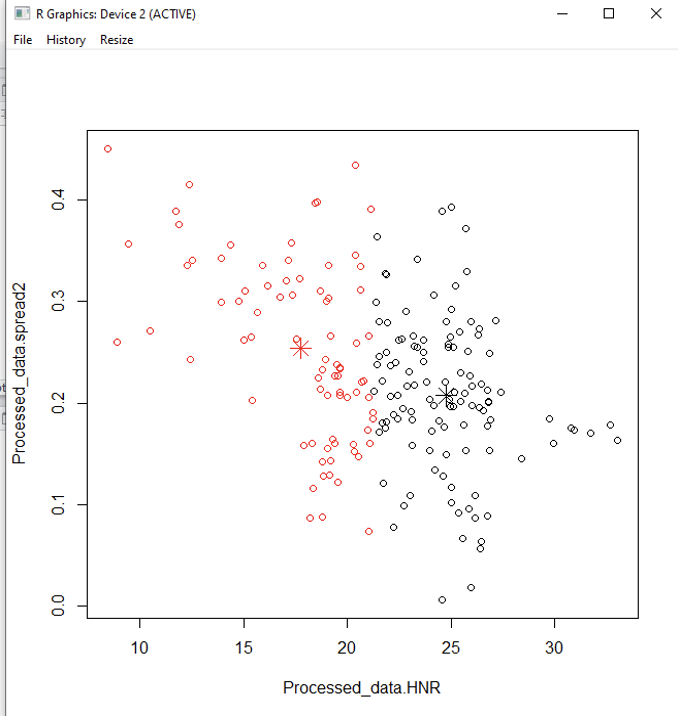 R Graphics: Device 2 (ACTIVE)
File History Resize
Processed_data.spread2
0.4
0.3
0.2
0.1
0.0
10 15 20 25 30
Processed_data.HNR